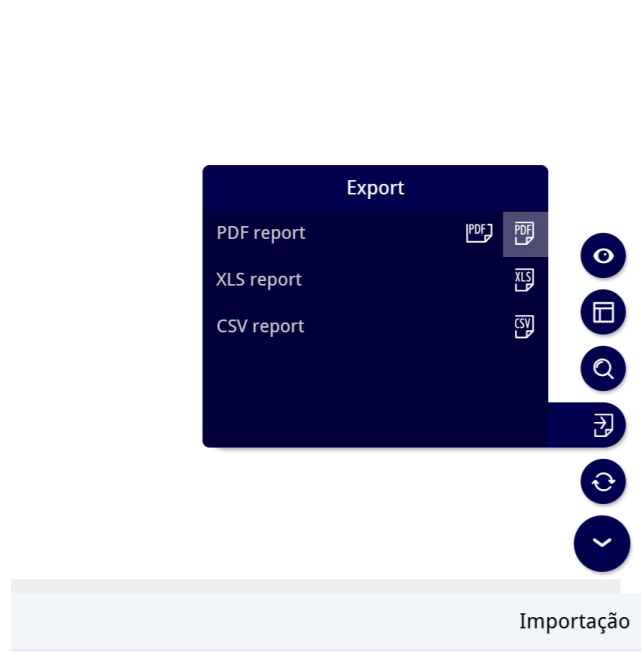 Export
PDF report PDF PDF
XLS report XLS
CSV report CSV
Importação